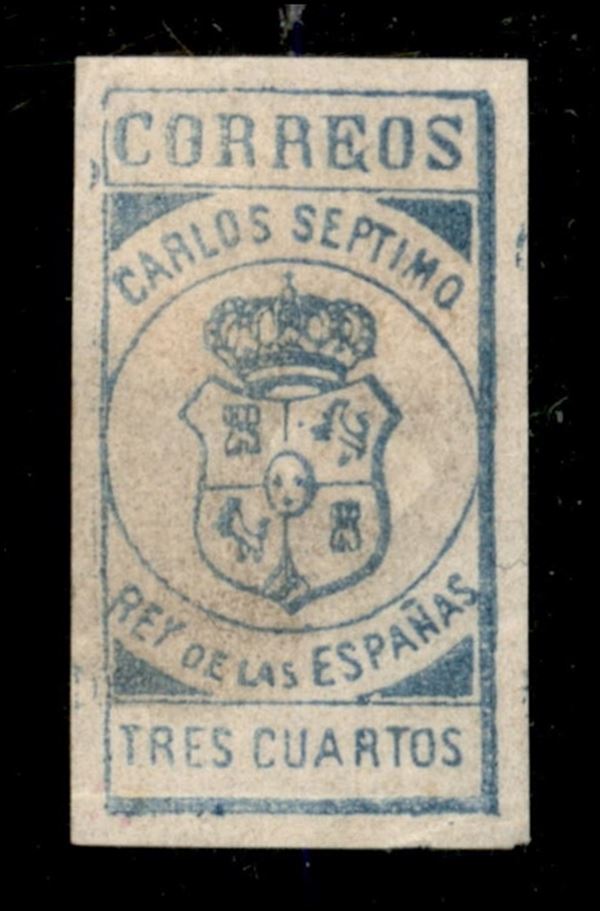 CORREOS
CARLOS SEPTIMO
REY DE LAS ESPAÑAS
TRES CUARTOS